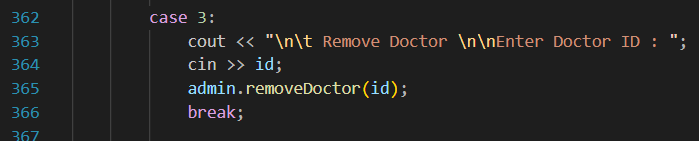 362 case 3:
363 cout << "\n\t Remove Doctor \n\nEnter Doctor ID : ";
364 cin >> id;
365 admin.removeDoctor(id);
366 break;
367